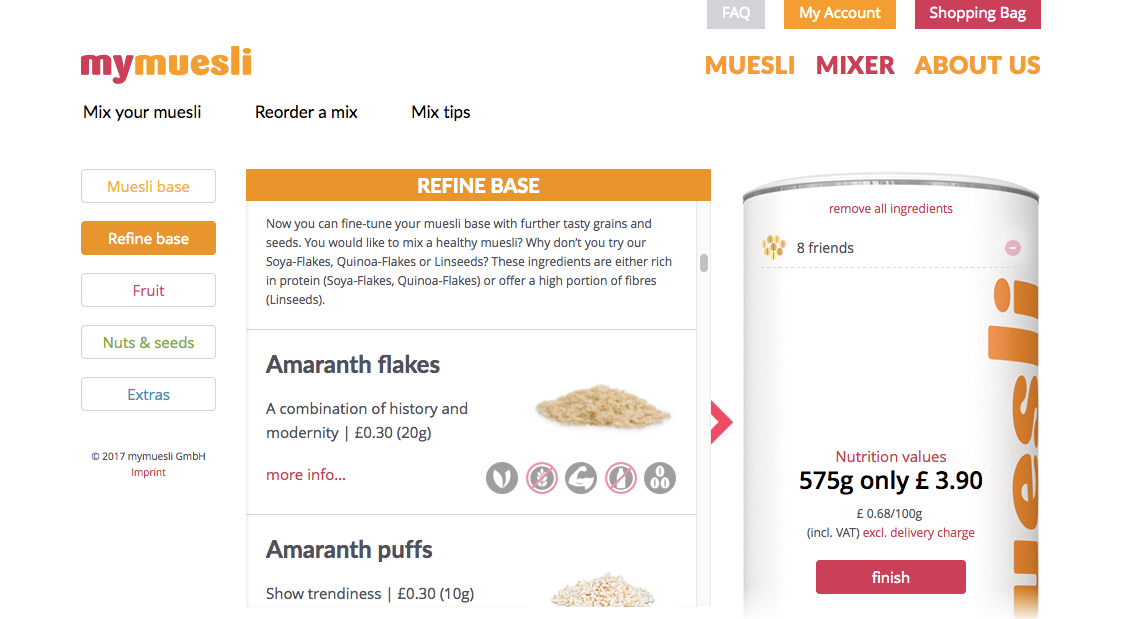 FAQ
My Account
Shopping Bag
mymuesli
MUESLI
MIXER
ABOUT US
Mix your muesli
Reorder a mix
Mix tips
Muesli base
Refine base
Fruit
Nuts & seeds
Extras
© 2017 mymuesli GmbH
Imprint
REFINE BASE
Now you can fine-tune your muesli base with further tasty grains and
seeds. You would like to mix a healthy muesli? Why don’t you try our
Soya-Flakes, Quinoa-Flakes or Linseeds? These ingredients are either rich
in protein (Soya-Flakes, Quinoa-Flakes) or offer a high portion of fibres
(Linseeds).
Amaranth flakes
A combination of history and
modernity | £0.30 (20g)
more info...
Amaranth puffs
Show trendiness | £0.30 (10g)
remove all ingredients
8 friends
uesli
Nutrition values
575g only £ 3.90
£ 0.68/100g
(incl. VAT) excl. delivery charge
finish